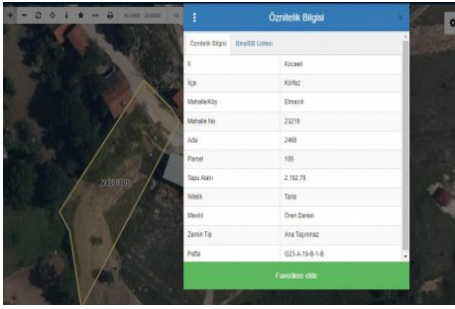 Öznitelik Bilgisi
Öznitelik Bilgisi Bina/BB Listesi
İl Kocaeli
İlçe Körfez
Mahalle/Köy Elmacık
Mahalle No 23219
Ada 2468
Parsel 105
Tapu Alanı 2.162,78
Nitelik Tarla
Mevkii Ören Deresi
Zemin Tip Ana Taşınmaz
Pafta G23-A-19-B-1-B
Favorilere ekle